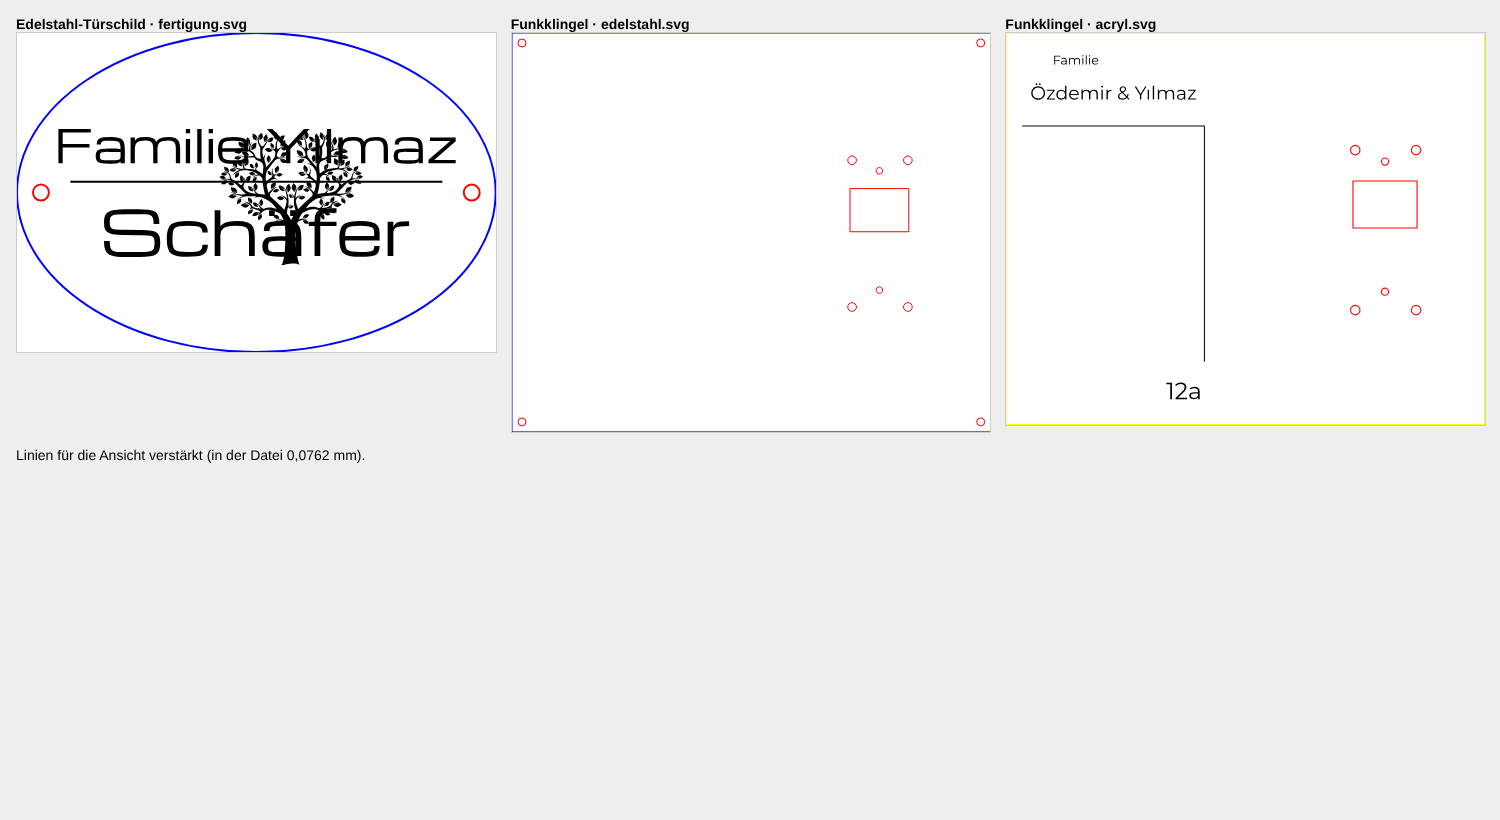 Edelstahl-Türschild · fertigung.svg
Familie Yılmaz
Schäfer
Funkklingel · edelstahl.svg
Funkklingel · acryl.svg
Familie
Özdemir & Yılmaz
12a
Linien für die Ansicht verstärkt (in der Datei 0,0762 mm).